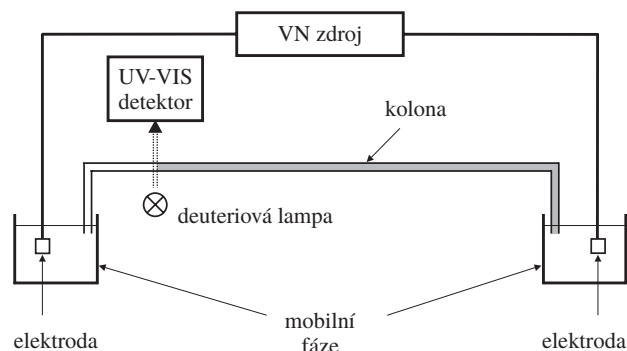 VN zdroj
UV-VIS
detektor
kolona
deuteriová lampa
elektroda
mobilní
fáze
elektroda